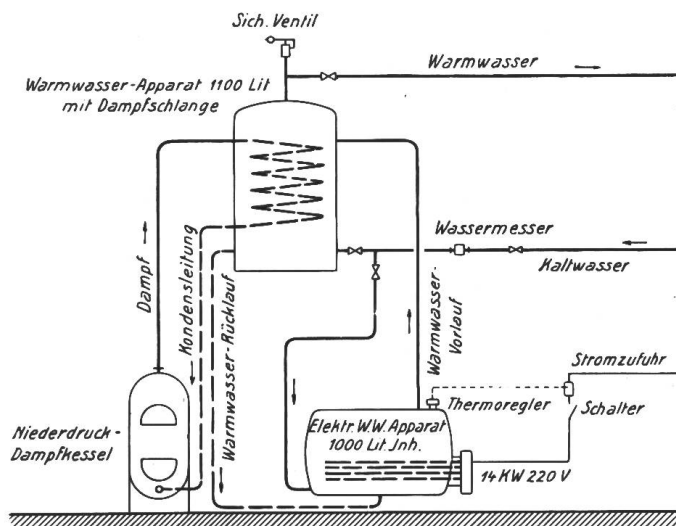 Sich. Ventil
Warmwasser
Warmwasser-Apparat 1100 Lit
mit Dampfschlange
Wassermesser
Kaltwasser
Dampf
Kondensleitung
Warmwasser-Rücklauf
Warmwasser-
Vorlauf
Stromzufuhr
Thermoregler
Schalter
Niederdruck-
Dampfkessel
Elektr. W.W. Apparat
1000 Lit. Jnh.
14 KW 220 V